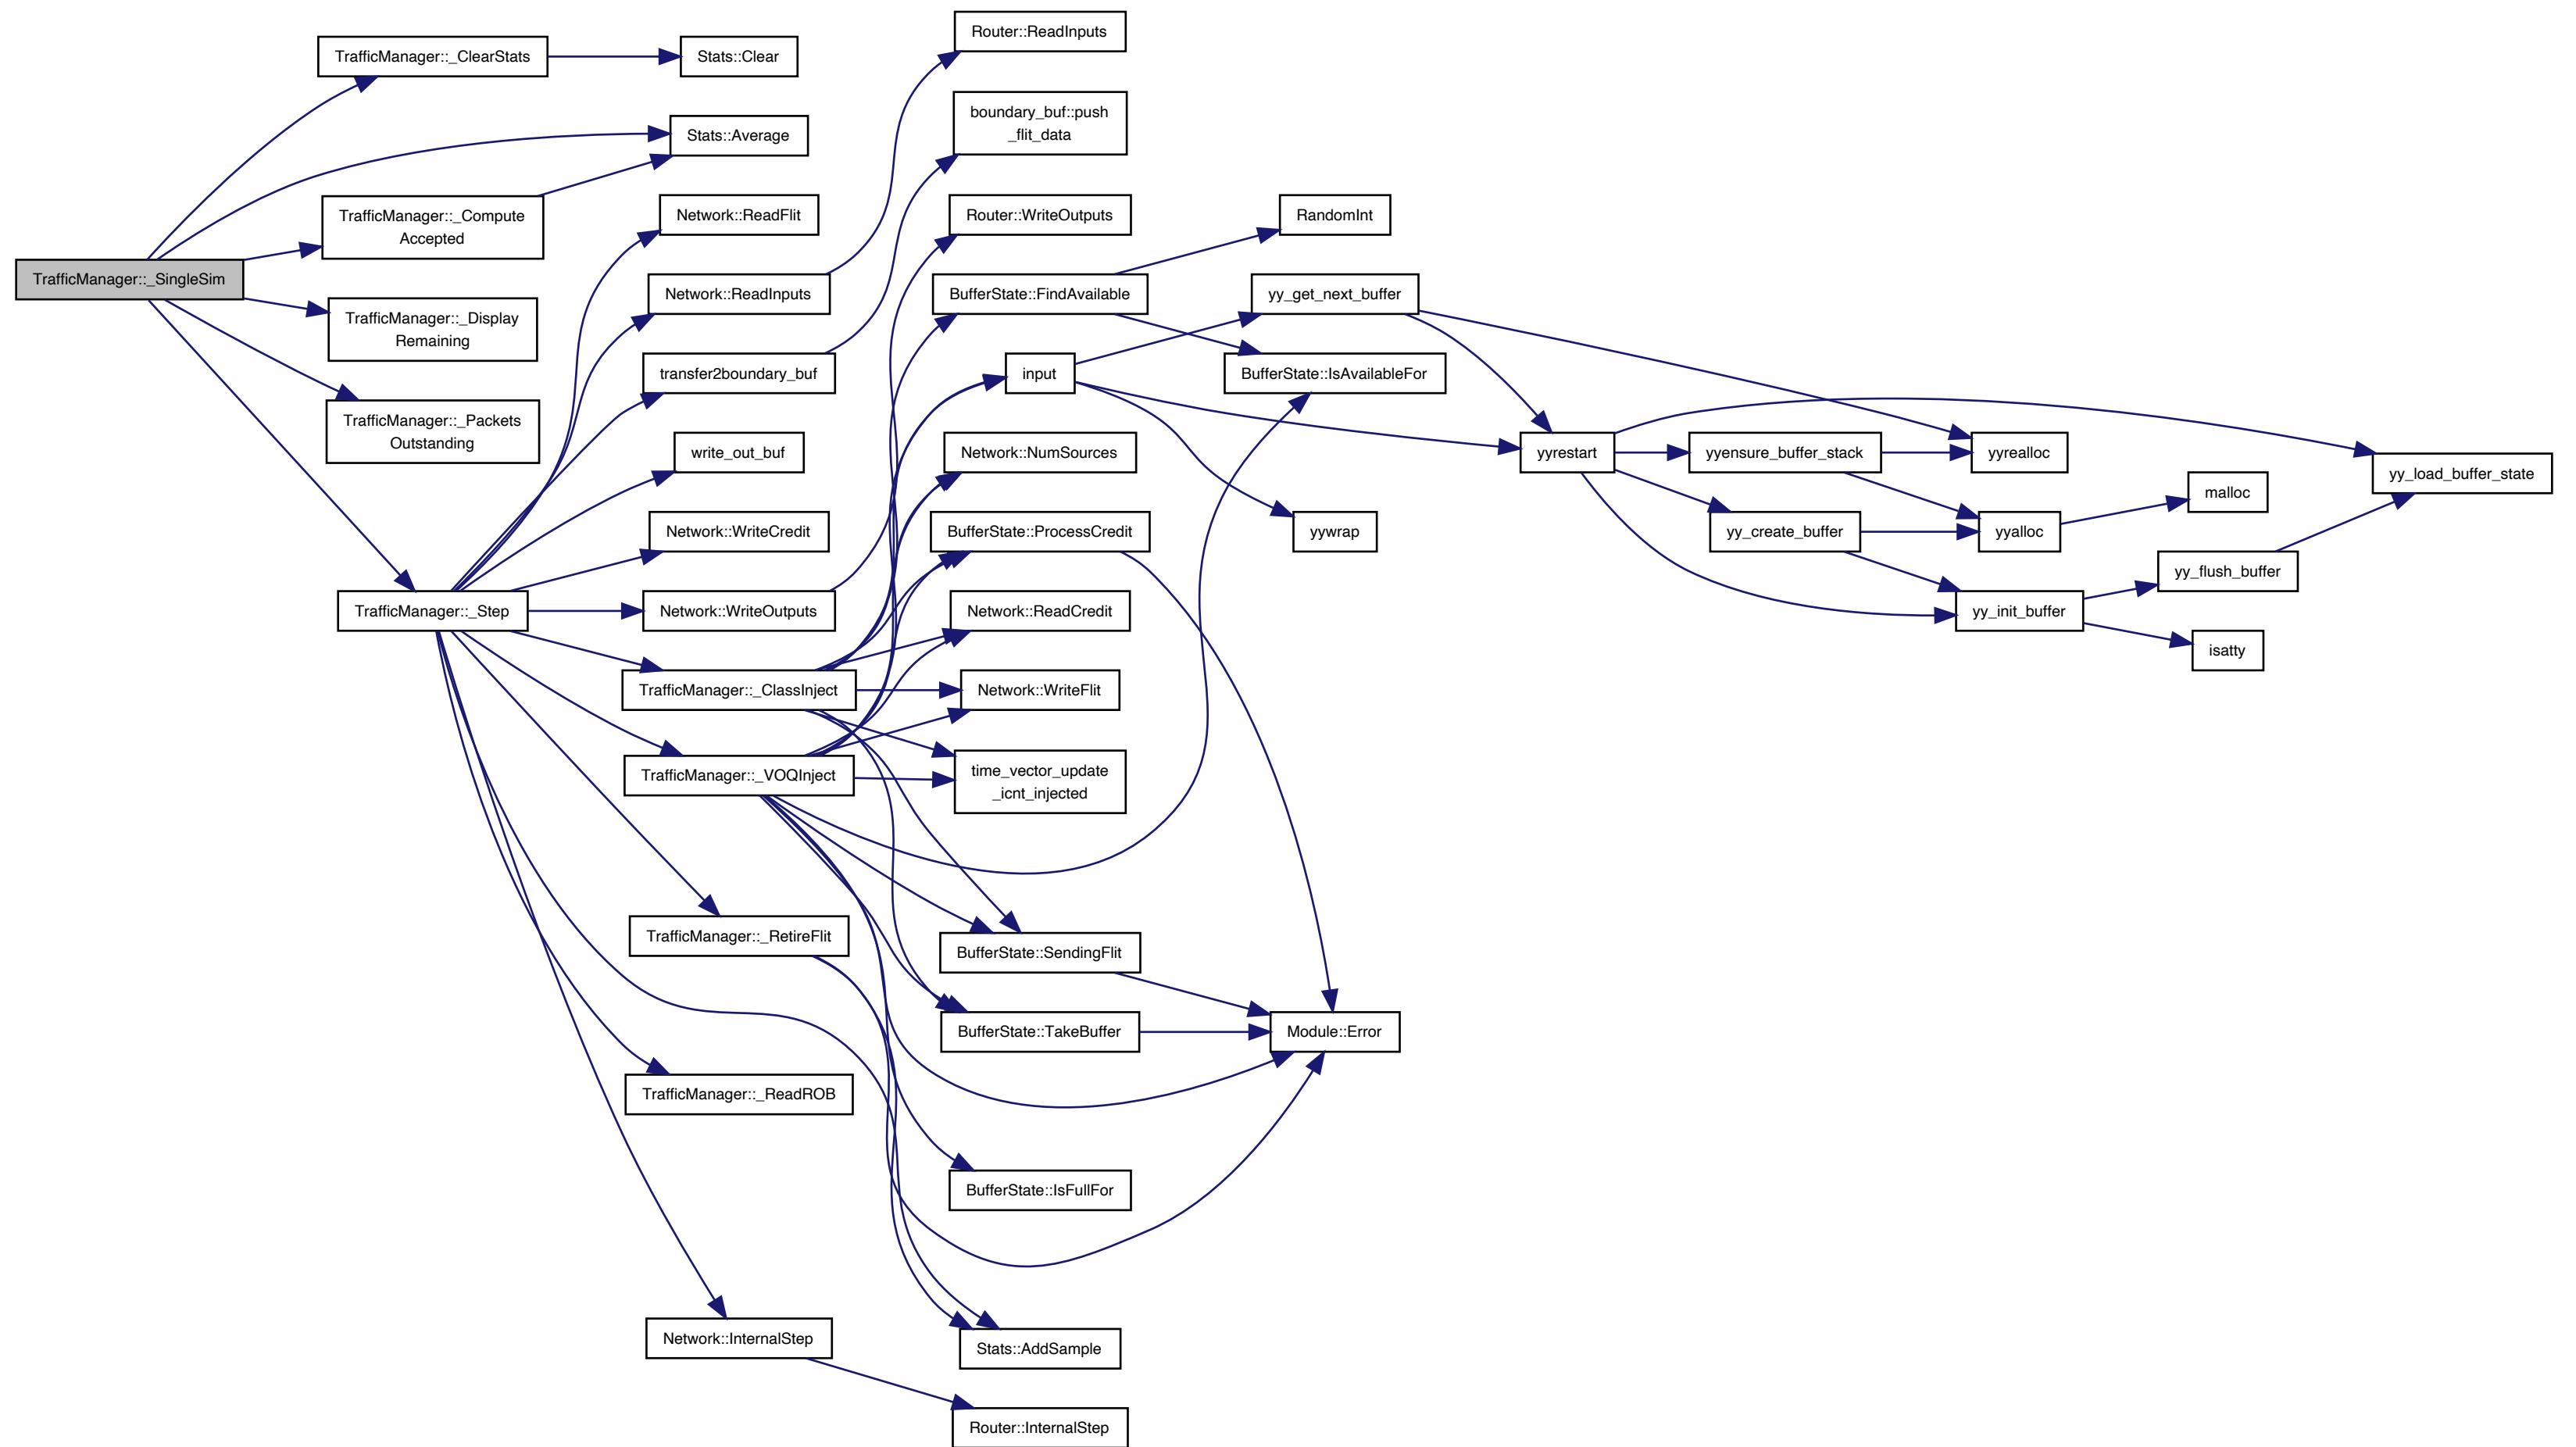 TrafficManager::_SingleSim
TrafficManager::_ClearStats
Stats::Clear
Stats::Average
TrafficManager::_Compute
Accepted
TrafficManager::_Display
Remaining
TrafficManager::_Packets
Outstanding
TrafficManager::_Step
Network::ReadFlit
Network::ReadInputs
transfer2boundary_buf
write_out_buf
Network::WriteCredit
Network::WriteOutputs
TrafficManager::_ClassInject
TrafficManager::_VOQInject
TrafficManager::_RetireFlit
TrafficManager::_ReadROB
Network::InternalStep
Router::ReadInputs
boundary_buf::push
_flit_data
Router::WriteOutputs
BufferState::FindAvailable
input
Network::NumSources
BufferState::ProcessCredit
Network::ReadCredit
Network::WriteFlit
time_vector_update
_icnt_injected
BufferState::SendingFlit
BufferState::TakeBuffer
BufferState::IsFullFor
Stats::AddSample
Router::InternalStep
RandomInt
yy_get_next_buffer
BufferState::IsAvailableFor
yywrap
Module::Error
yyrestart
yyensure_buffer_stack
yy_create_buffer
yyrealloc
yyalloc
yy_init_buffer
malloc
yy_flush_buffer
isatty
yy_load_buffer_state